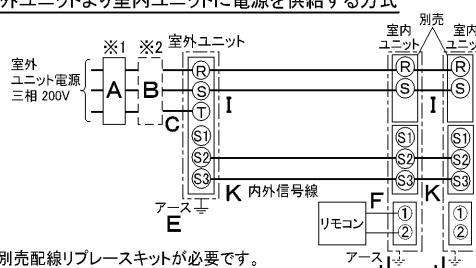 外ユニットより室内ユニットに電源を供給する方式
別売
※1 ※2 室外ユニット 室内 室内
ユニット ユニッ
室外
ユニット電源
三相 200V
A B C
R S T S1 S2 S3
I
K 内外信号線
R S S1 S2 S3
I
K
R S S1 S2 S3
アース
E
F
リモコン
① ②
① ②
アース
J J
別売配線リプレースキットが必要です。